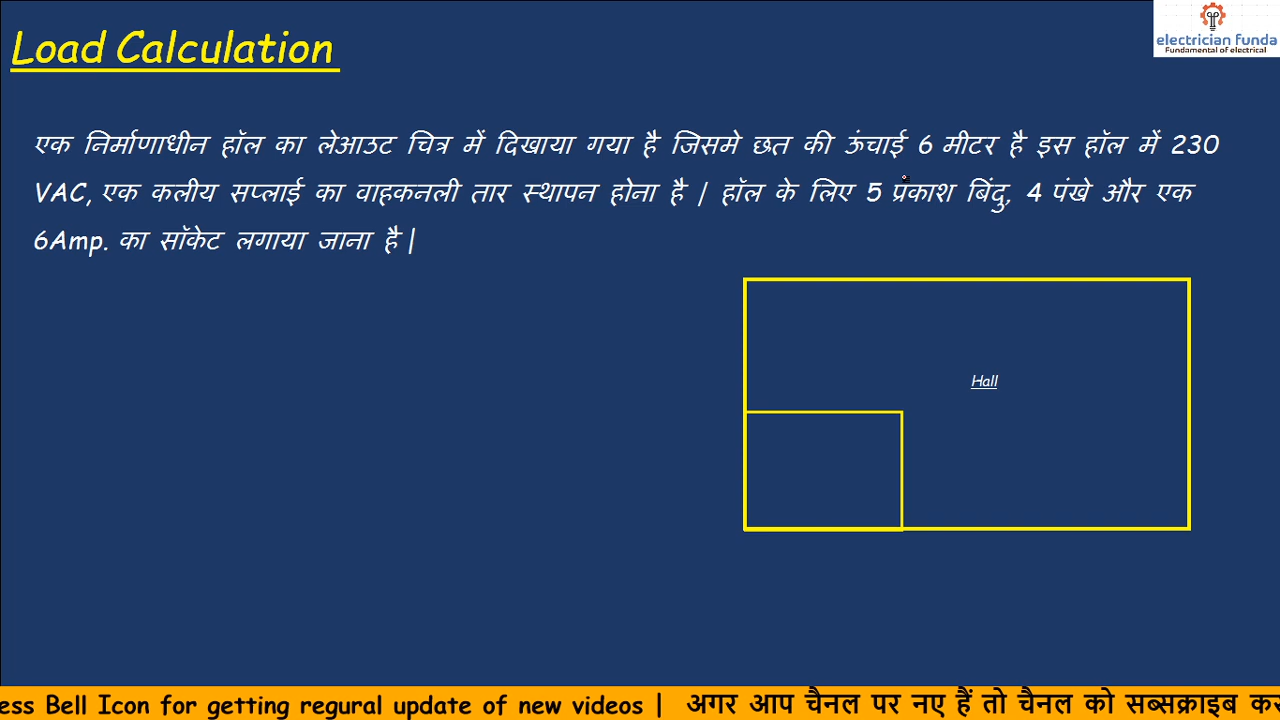 Load Calculation
electrician funda
Fundamental of electrical
एक निर्माणाधीन हॉल का लेआउट चित्र में दिखाया गया है जिसमे छत की ऊंचाई 6 मीटर है इस हॉल में 230
VAC, एक कलीय सप्लाई का वाहकनली तार स्थापन होना है | हॉल के लिए 5 प्रकाश बिंदु, 4 पंखे और एक
6Amp. का सॉकेट लगाया जाना है |
Hall
ess Bell Icon for getting regural update of new videos | अगर आप चैनल पर नए हैं तो चैनल को सब्सक्राइब कर